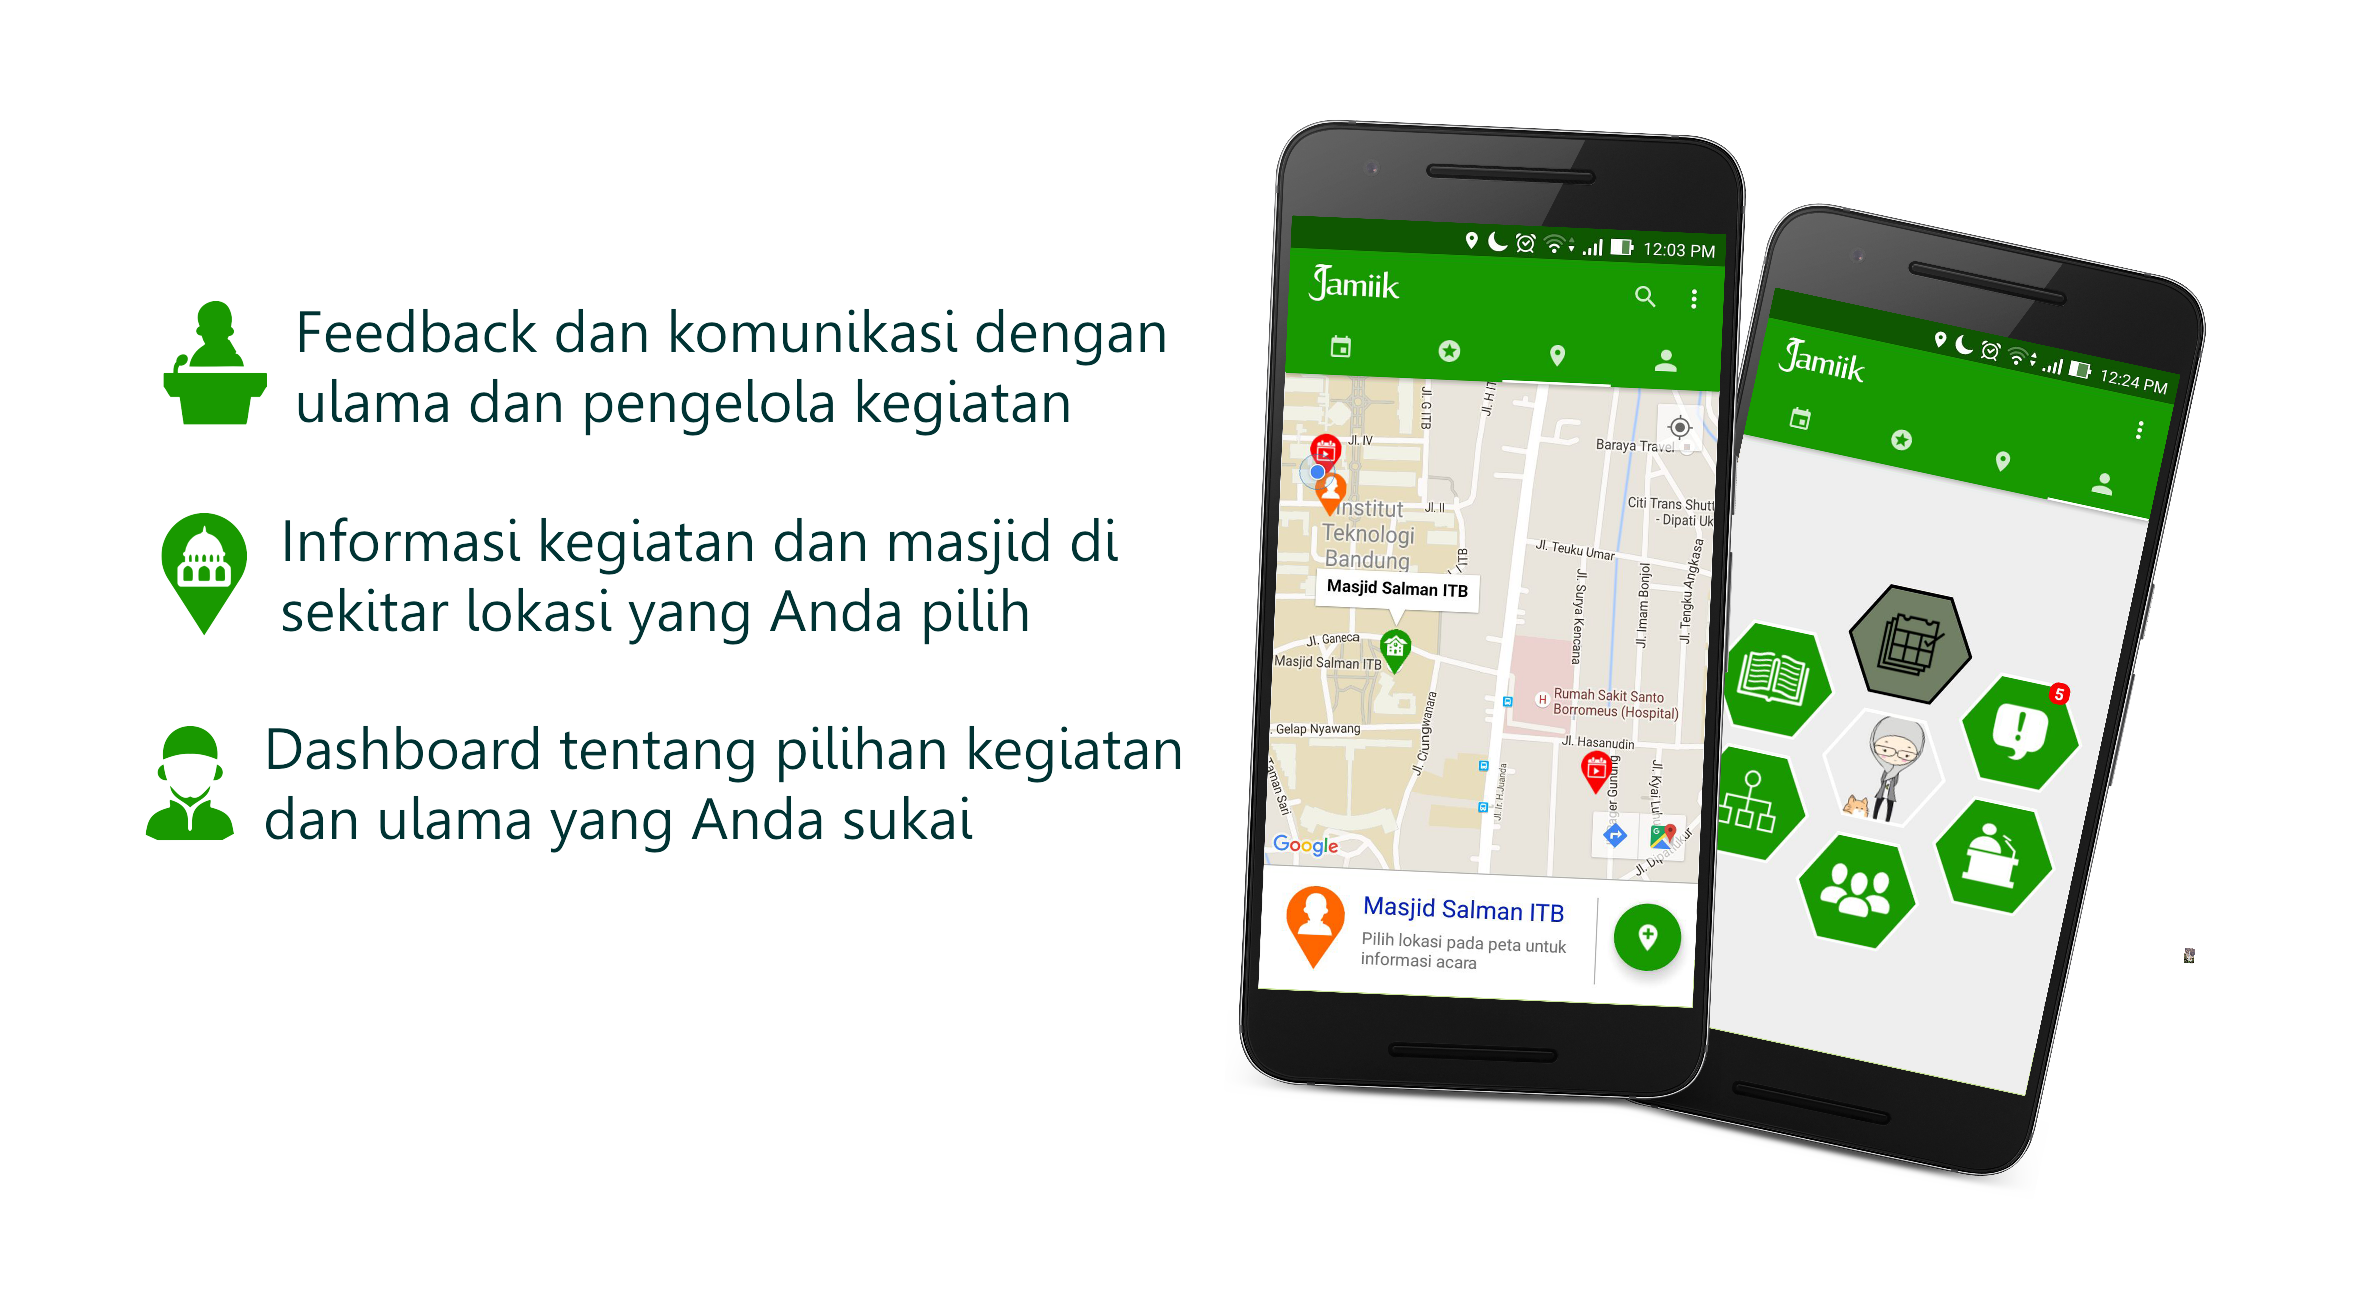 Feedback dan komunikasi dengan
ulama dan pengelola kegiatan
Informasi kegiatan dan masjid di
sekitar lokasi yang Anda pilih
Dashboard tentang pilihan kegiatan
dan ulama yang Anda sukai
12:03 PM
Jamiik
Jl. G ITB
Jl. H IT
Jl. IV
Baraya Travel
Institut
Teknologi
Bandung
Jl. II
Citi Trans Shutt
- Dipati Uk
Jl. Teuku Umar
Masjid Salman ITB
Jl. Surya Kencana
Jl. Imam Bonjol
Jl. Tengku Angkasa
Jl. Ganeca
Masjid Salman ITB
H
Rumah Sakit Santo
Borromeus (Hospital)
Gelap Nyawang
Jl. Ciungwanara
Jl. Hasanudin
Taman Sari
Jl. Ir. H.Juanda
ager Gunung
Jl. Kyai Lu
Google
Masjid Salman ITB
Pilih lokasi pada peta untuk
informasi acara
12:24 PM
Jamiik
5